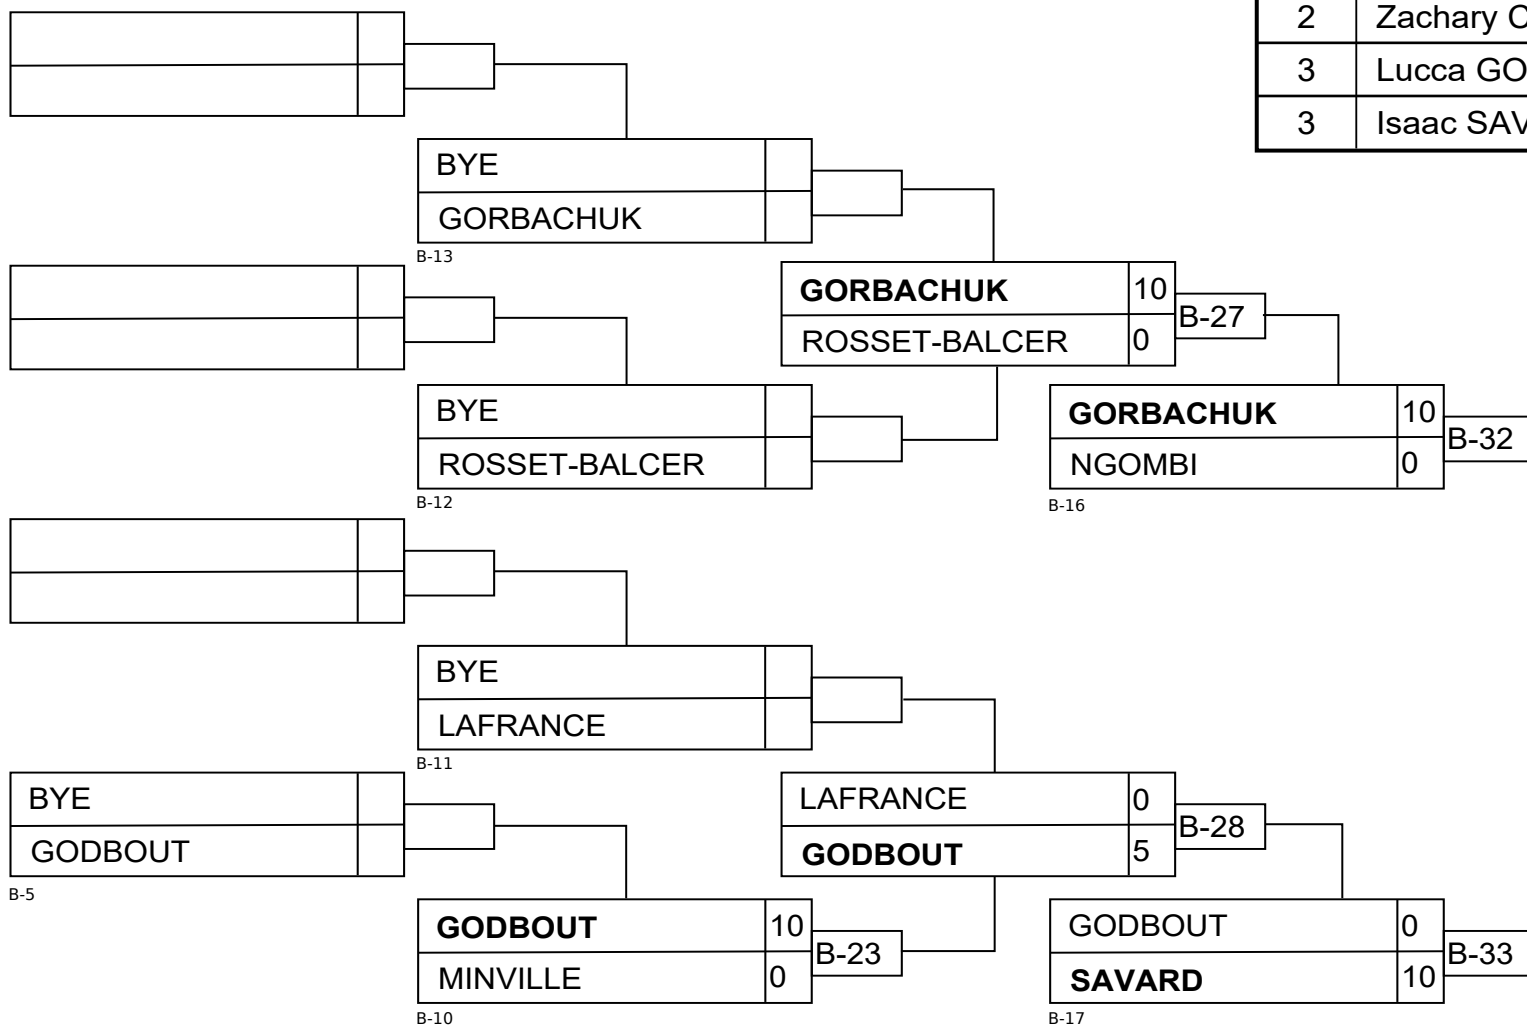 2 Zachary
3 Lucca
3 Isaac
BYE
GORBACHUK
B-13
GORBACHUK 10
ROSSET-BALCER 0
B-27
BYE
ROSSET-BALCER
B-12
GORBACHUK 10
NGOMBI 0
B-32
B-16
BYE
LAFRANCE
B-11
BYE
GODBOUT
B-5
LAFRANCE 0
GODBOUT 5
B-28
GODBOUT 10
MINVILLE 0
B-23
B-10
GODBOUT 0
SAVARD 10
B-33
B-17